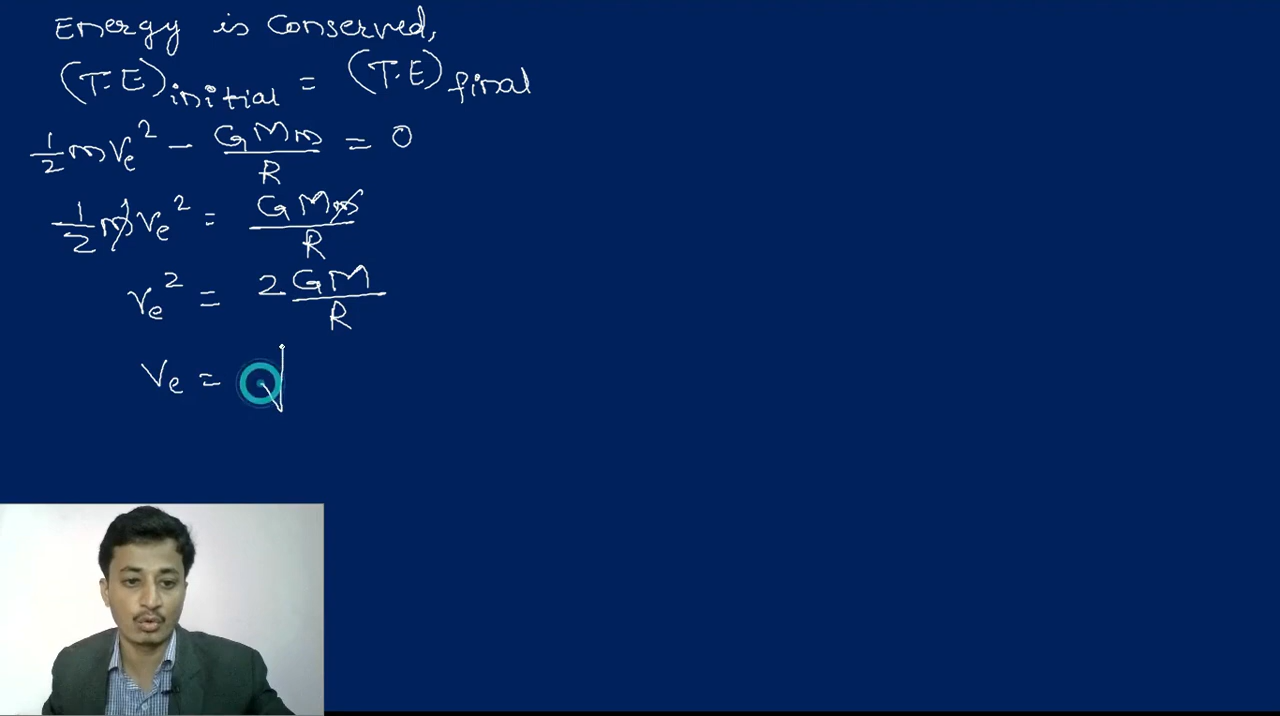 Energy is conserved,
(T.E)initial = (T.E)final
1/2 mve² - GMm/R = 0
1/2 mve² = GMm/R
ve² = 2GM/R
ve = √